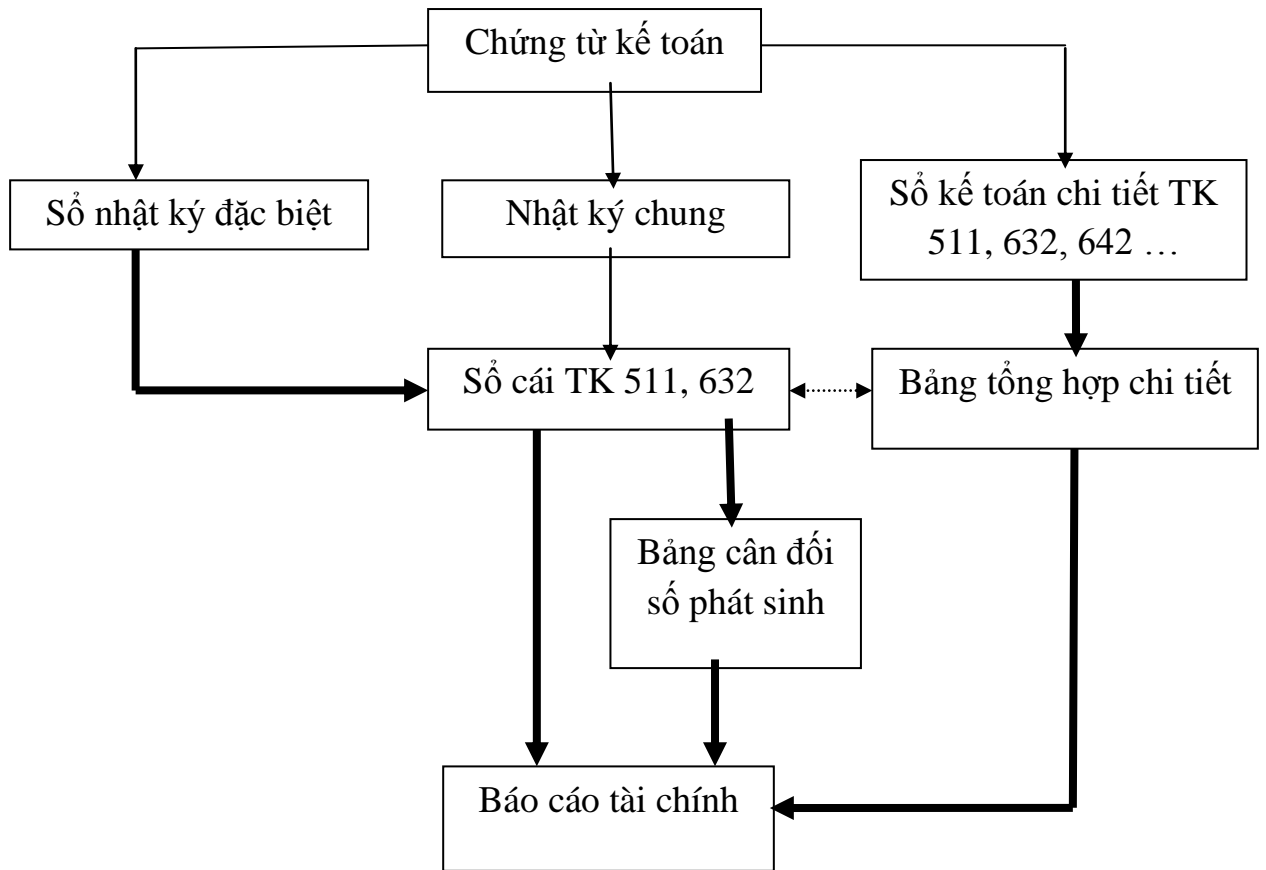 Chứng từ kế toán
Sổ nhật ký đặc biệt
Nhật ký chung
Sổ kế toán chi tiết TK
511, 632, 642 …
Sổ cái TK 511, 632
Bảng tổng hợp chi tiết
Bảng cân đối
số phát sinh
Báo cáo tài chính